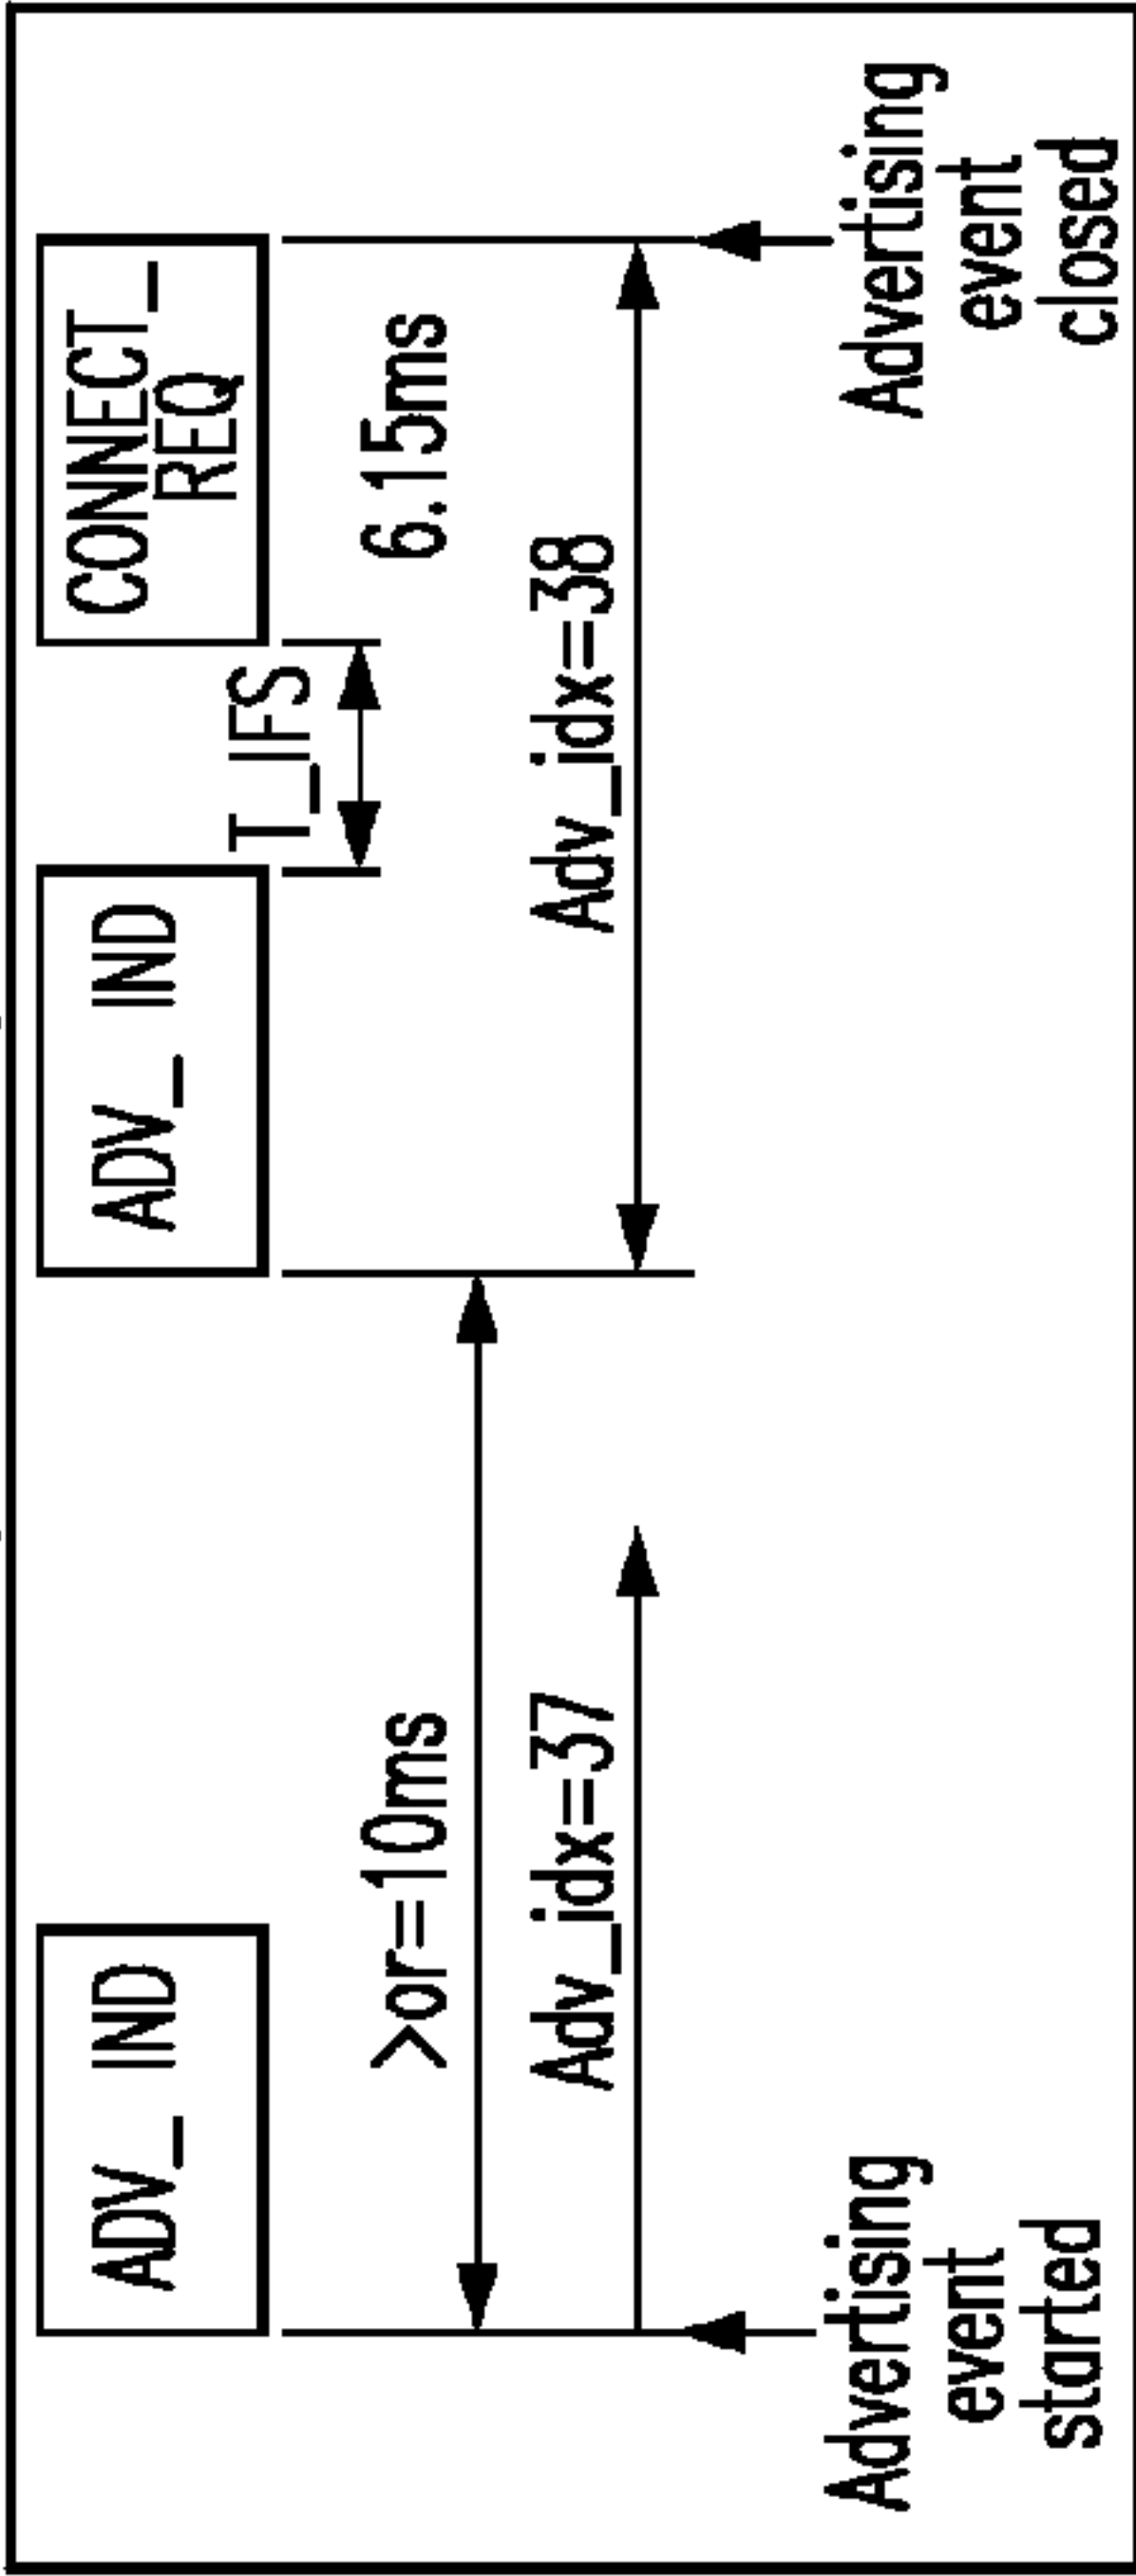 ADV_ IND
ADV_ IND
CONNECT_
REQ
T_IFS
>or=10ms
6.15ms
Adv_idx=37
Adv_idx=38
Advertising
event
started
Advertising
event
closed